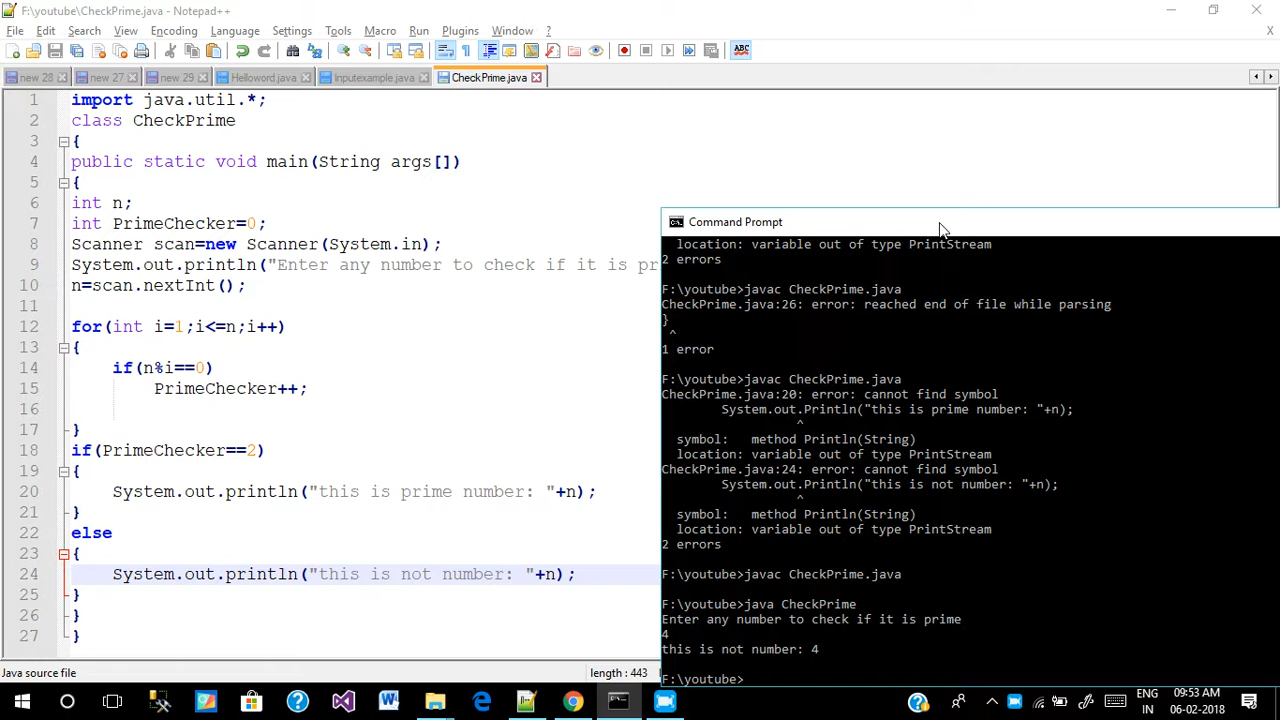 F:\youtube\CheckPrime.java - Notepad++
File Edit Search View Encoding Language Settings Tools Macro Run Plugins Window ? X
ABC
new 28 new 27 new 29 Helloword.java Inputexample.java CheckPrime.java
1 import java.util.*;
2 class CheckPrime
3 {
4 public static void main(String args[])
5 {
6 int n;
7 int PrimeChecker=0;
8 Scanner scan=new Scanner(System.in);
9 System.out.println("Enter any number to check if it is pr
10 n=scan.nextInt();
11
12 for(int i=1;i<=n;i++)
13 {
14 if(n%i==0)
15 PrimeChecker++;
16
17 }
18 if(PrimeChecker==2)
19 {
20 System.out.println("this is prime number: "+n);
21 }
22 else
23 {
24 System.out.println("this is not number: "+n);
25 }
26 }
27 }
Command Prompt
location: variable out of type PrintStream
2 errors
F:\youtube>javac CheckPrime.java
CheckPrime.java:26: error: reached end of file while parsing
}
^
1 error
F:\youtube>javac CheckPrime.java
CheckPrime.java:20: error: cannot find symbol
System.out.Println("this is prime number: "+n);
^
symbol: method Println(String)
location: variable out of type PrintStream
CheckPrime.java:24: error: cannot find symbol
System.out.Println("this is not number: "+n);
^
symbol: method Println(String)
location: variable out of type PrintStream
2 errors
F:\youtube>javac CheckPrime.java
F:\youtube>java CheckPrime
Enter any number to check if it is prime
4
this is not number: 4
F:\youtube>
Java source file length : 443
ENG
IN
09:53 AM
06-02-2018